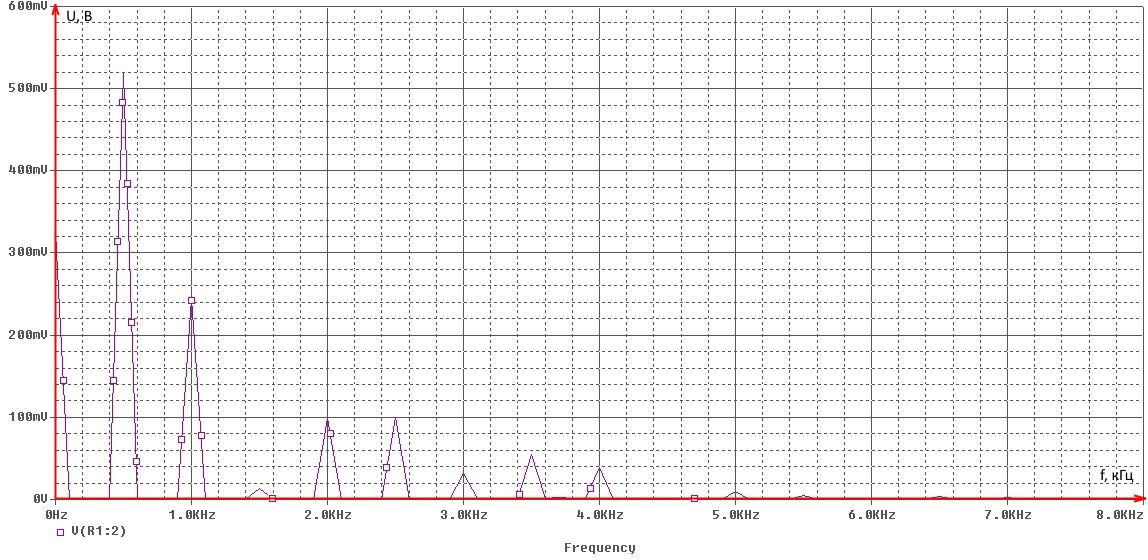 600mV
U, В
500mV
400mV
300mV
200mV
100mV
0V
f, кГц
0Hz 1.0KHz 2.0KHz 3.0KHz 4.0KHz 5.0KHz 6.0KHz 7.0KHz 8.0KHz
V(R1:2)
Frequency